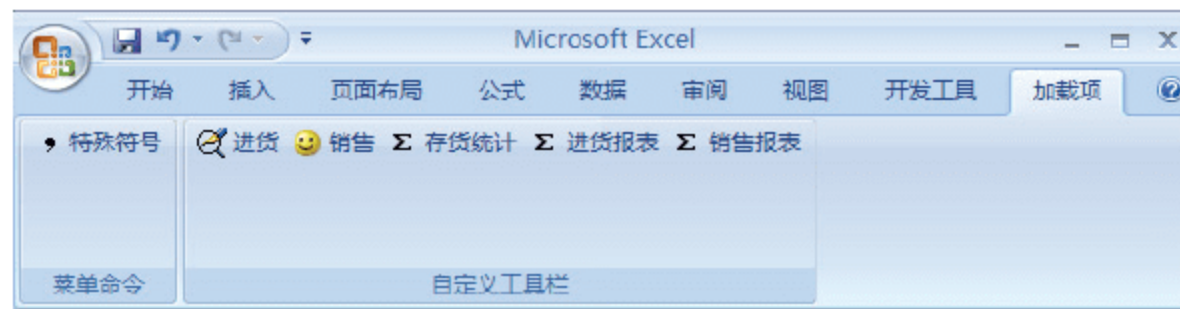 Microsoft Excel
开始 插入 页面布局 公式 数据 审阅 视图 开发工具 加载项
特殊符号 进货 销售 Σ 存货统计 Σ 进货报表 Σ 销售报表
菜单命令 自定义工具栏